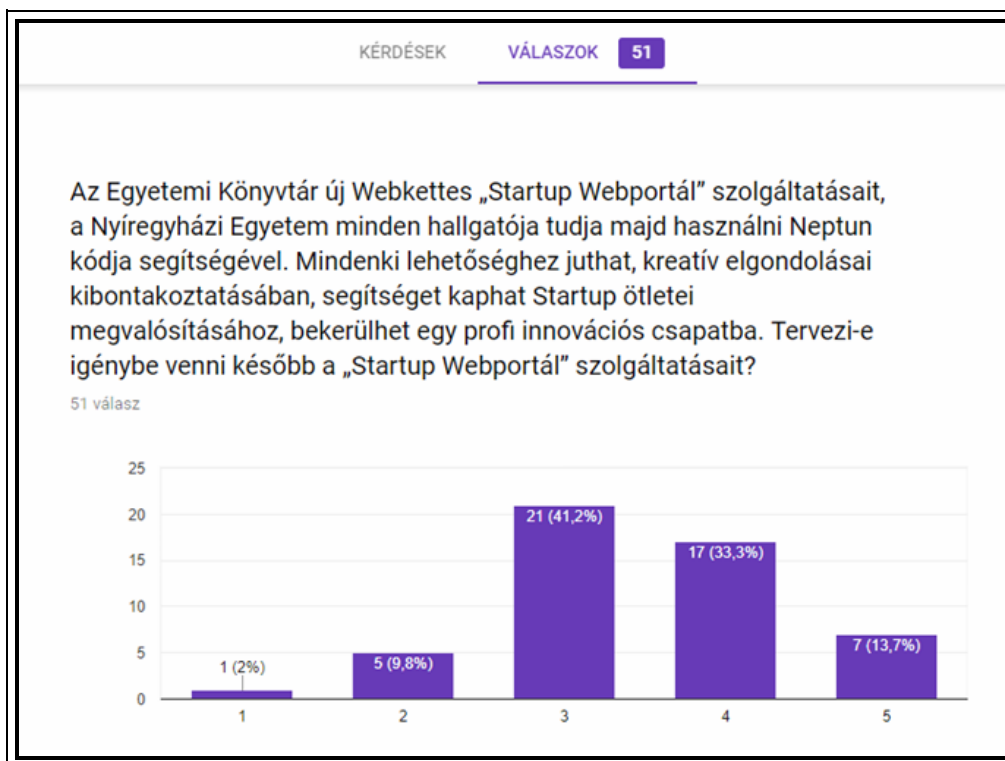 KÉRDÉSEK VÁLASZOK 51
Az Egyetemi Könyvtár új Webkettes „Startup Webportál” szolgáltatásait,
a Nyíregyházi Egyetem minden hallgatója tudja majd használni Neptun
kódja segítségével. Mindenki lehetőséghez juthat, kreatív elgondolásai
kibontakoztatásában, segítséget kaphat Startup ötletei
megvalósításához, bekerülhet egy profi innovációs csapatba. Tervezi-e
igénybe venni később a „Startup Webportál” szolgáltatásait?
51 válasz
25
20
15
10
5
0
1 (2%)
5 (9,8%)
21 (41,2%)
17 (33,3%)
7 (13,7%)
1 2 3 4 5